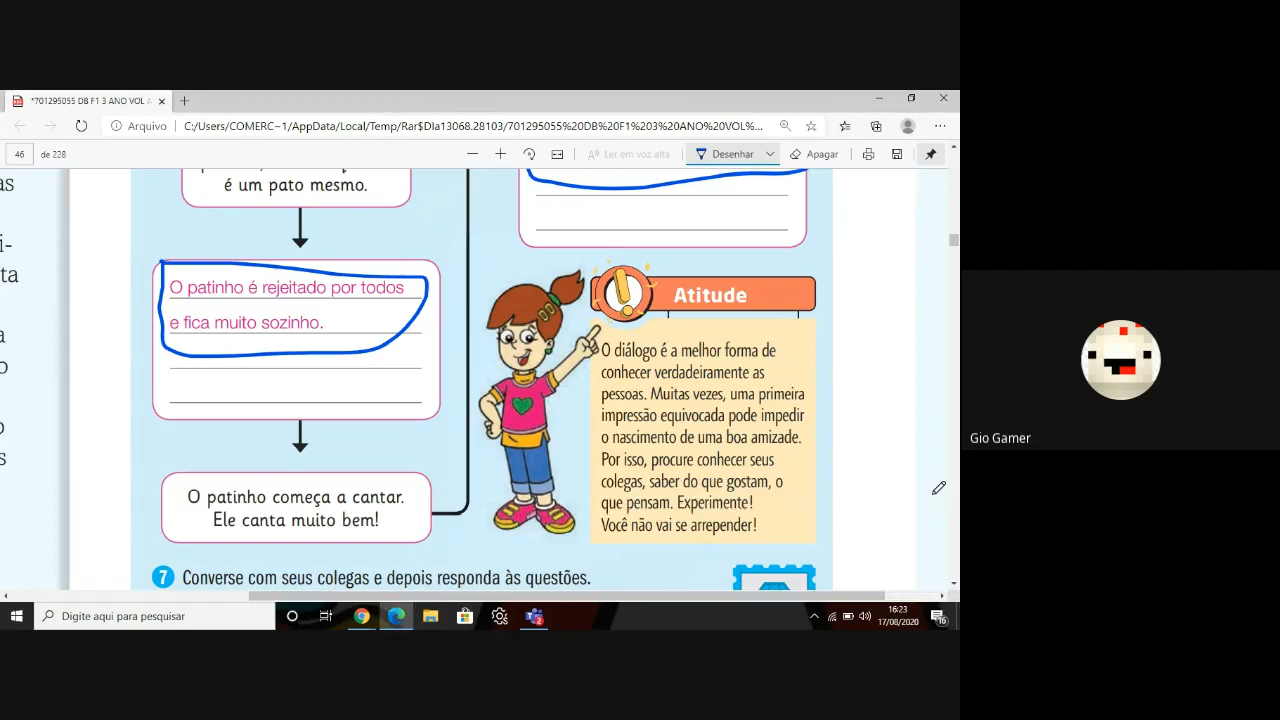 *701295055 DB F1 3 ANO VOL
Arquivo
C:/Users/COMERC~1/AppData/Local/Temp/Rar$DIa13068.28103/701295055%20DB%20F1%203%20ANO%20VOL%...
46 de 228
Ler em voz alta
Desenhar
Apagar
as
i-
ta
a
o
o
s
é um pato mesmo.
O patinho é rejeitado por todos
e fica muito sozinho.
O patinho começa a cantar.
Ele canta muito bem!
Atitude
O diálogo é a melhor forma de
conhecer verdadeiramente as
pessoas. Muitas vezes, uma primeira
impressão equivocada pode impedir
o nascimento de uma boa amizade.
Por isso, procure conhecer seus
colegas, saber do que gostam, o
que pensam. Experimente!
Você não vai se arrepender!
7 Converse com seus colegas e depois responda às questões.
Gio Gamer
Digite aqui para pesquisar
2
16:23
17/08/2020
16